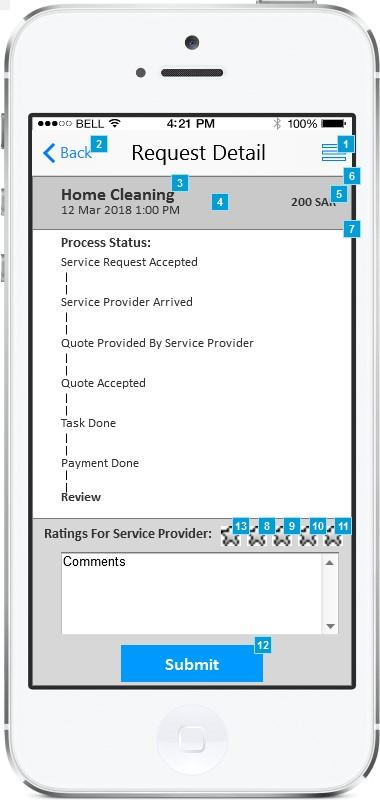 ●●●○○ BELL 4:21 PM 100%
Back 2 Request Detail 1
6
Home Cleaning 3
12 Mar 2018 1:00 PM 4 200 SAR 5
7
Process Status:
Service Request Accepted
Service Provider Arrived
Quote Provided By Service Provider
Quote Accepted
Task Done
Payment Done
Review
Ratings For Service Provider: 13 8 9 10 11
Comments
12
Submit